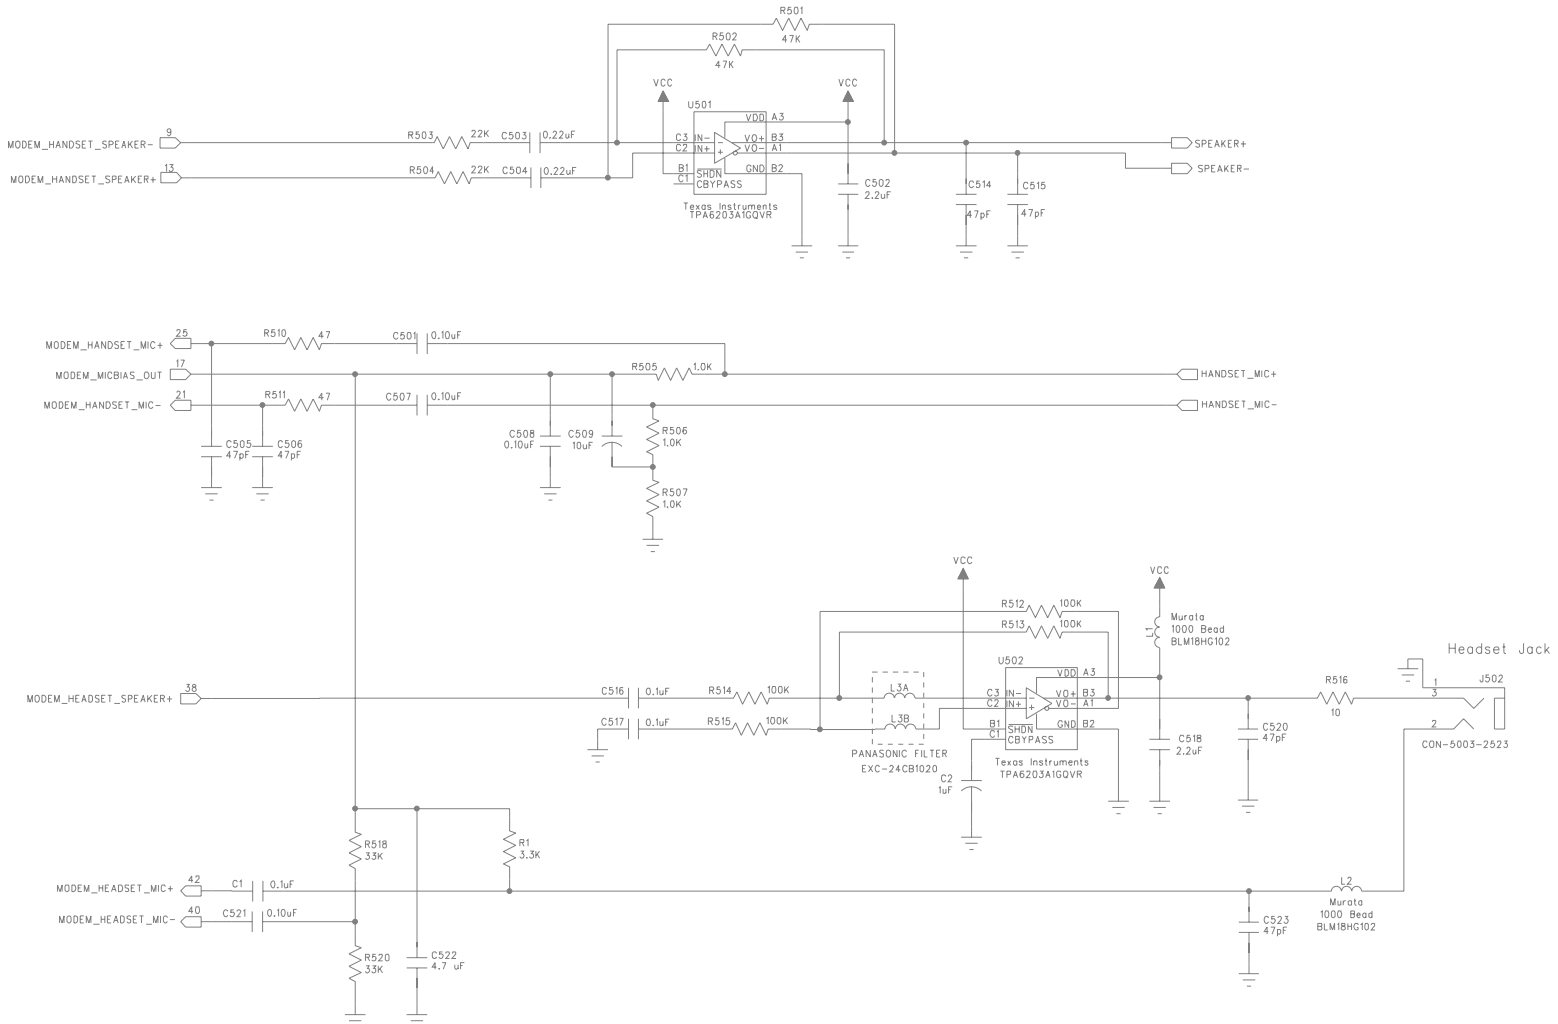 R501
47K
R502
47K
VCC
VCC
U501
VDD A3
9
MODEM_HANDSET_SPEAKER-
R503 22K
C503 0.22uF
C3 IN-
C2 IN+
VO+ B3
VO- A1
SPEAKER+
13
MODEM_HANDSET_SPEAKER+
R504 22K
C504 0.22uF
B1 SHDN
C1 CBYPASS
GND B2
SPEAKER-
C502
2.2uF
C514
47pF
C515
47pF
Texas Instruments
TPA6203A1GQVR
25
MODEM_HANDSET_MIC+
R510 47
C501 0.10uF
17
MODEM_MICBIAS_OUT
R505 1.0K
HANDSET_MIC+
21
MODEM_HANDSET_MIC-
R511 47
C507 0.10uF
HANDSET_MIC-
C505
47pF
C506
47pF
C508
0.10uF
C509
10uF
R506
1.0K
R507
1.0K
VCC
VCC
R512 100K
R513 100K
L1
Murata
1000 Bead
BLM18HG102
Headset Jack
U502
VDD A3
38
MODEM_HEADSET_SPEAKER+
C516 0.1uF
R514 100K
L3A
C3 IN-
C2 IN+
VO+ B3
VO- A1
R516
10
J502
1
3
2
CON-5003-2523
C517 0.1uF
R515 100K
L3B
B1 SHDN
C1 CBYPASS
GND B2
PANASONIC FILTER
EXC-24CB1020
Texas Instruments
TPA6203A1GQVR
C2
1uF
C518
2.2uF
C520
47pF
R518
33K
R1
3.3K
42
MODEM_HEADSET_MIC+
C1 0.1uF
40
MODEM_HEADSET_MIC-
C521 0.10uF
L2
Murata
1000 Bead
BLM18HG102
C523
47pF
R520
33K
C522
4.7 uF